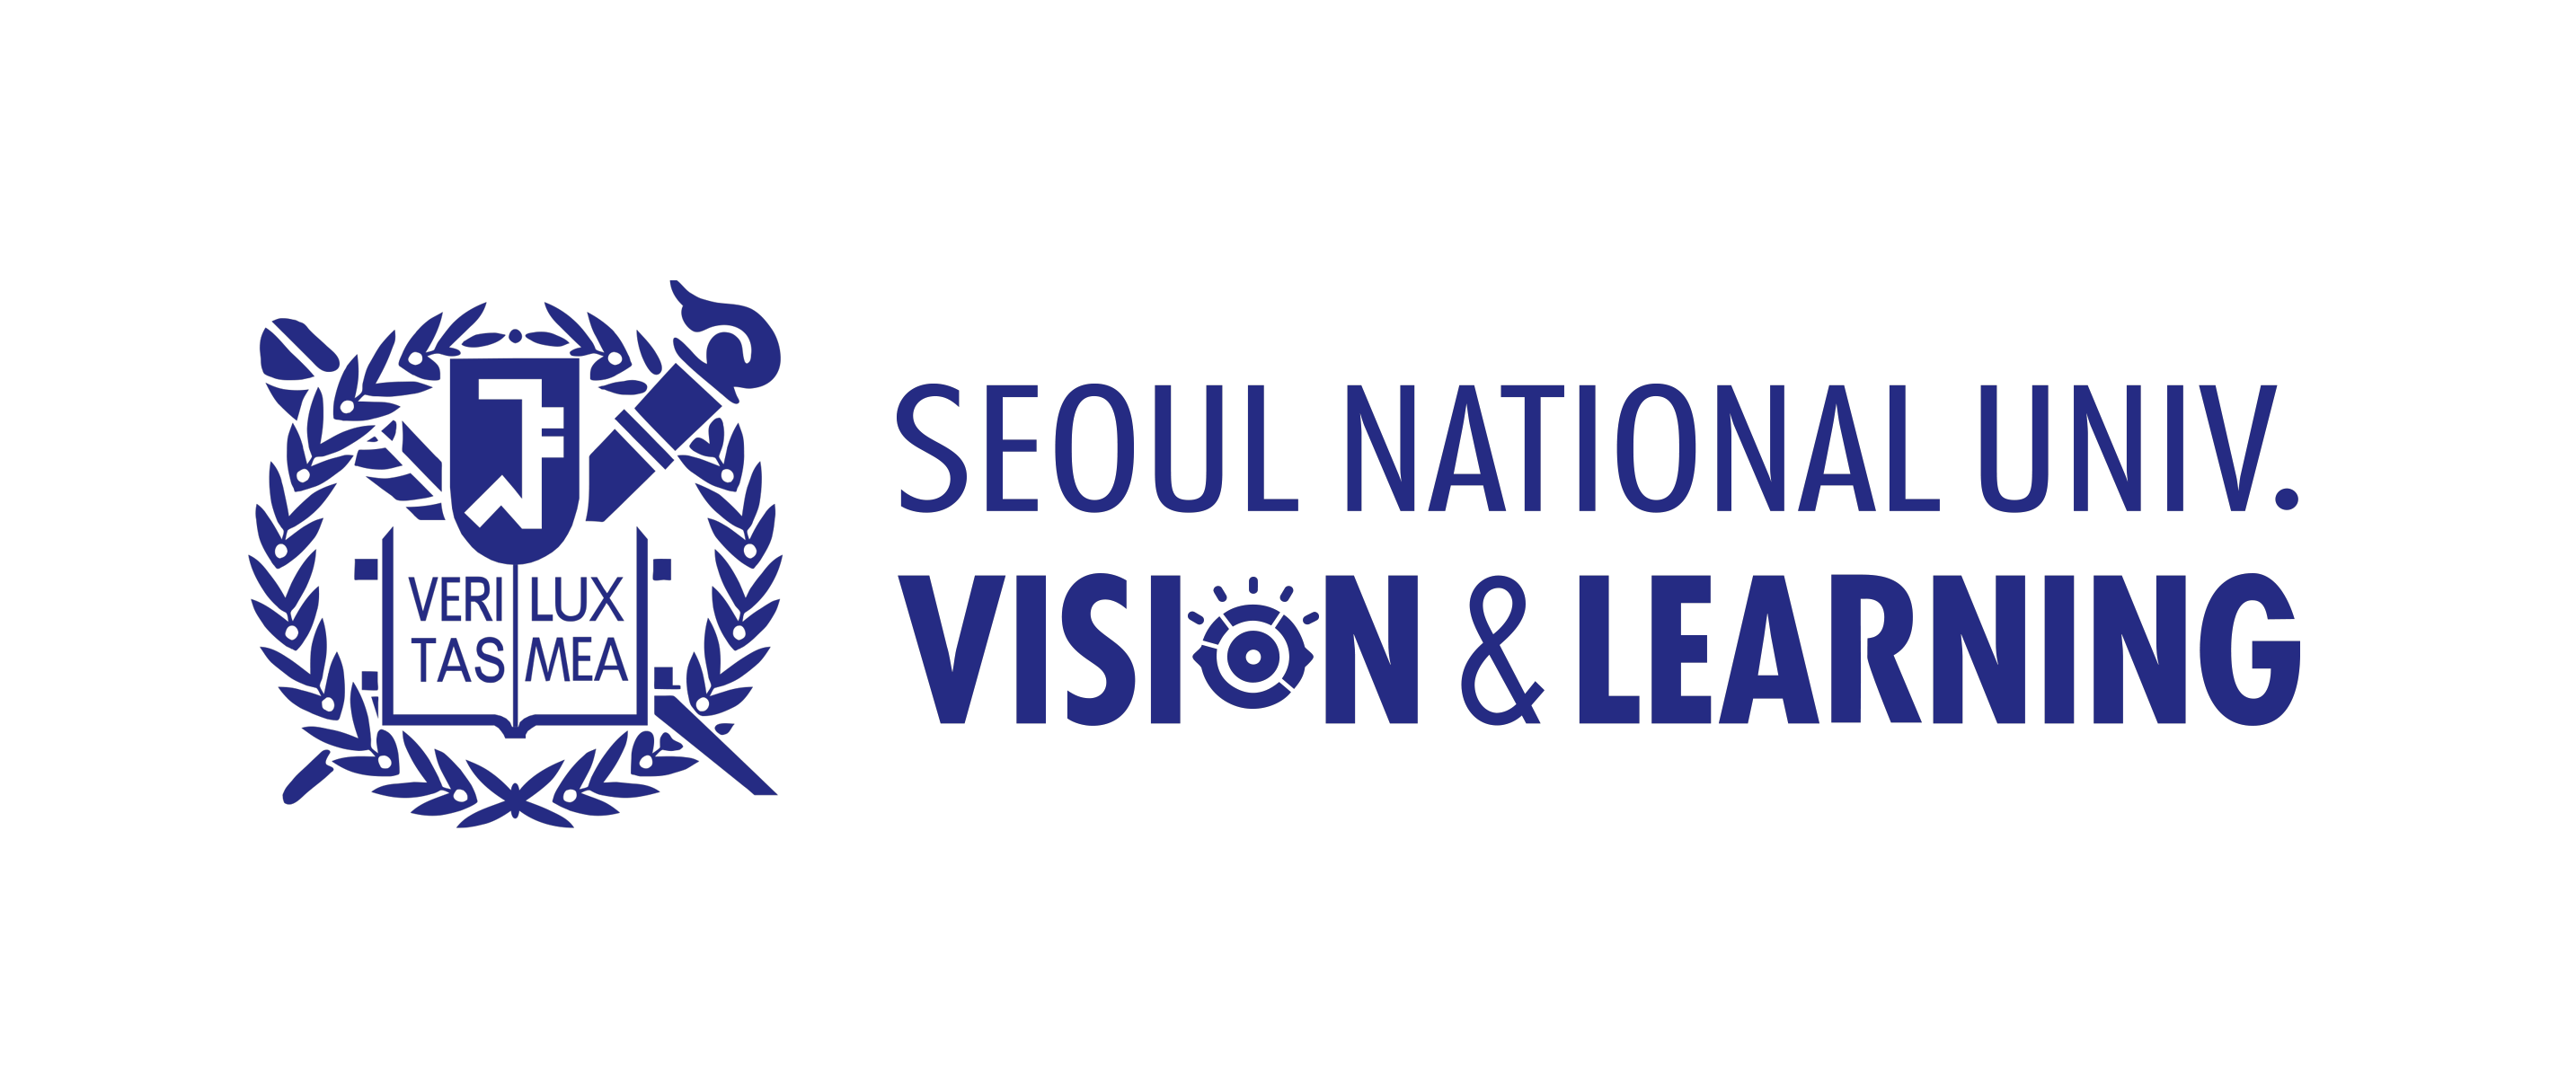 VERI LUX
TAS MEA
SEOUL NATIONAL UNIV.
VISION & LEARNING